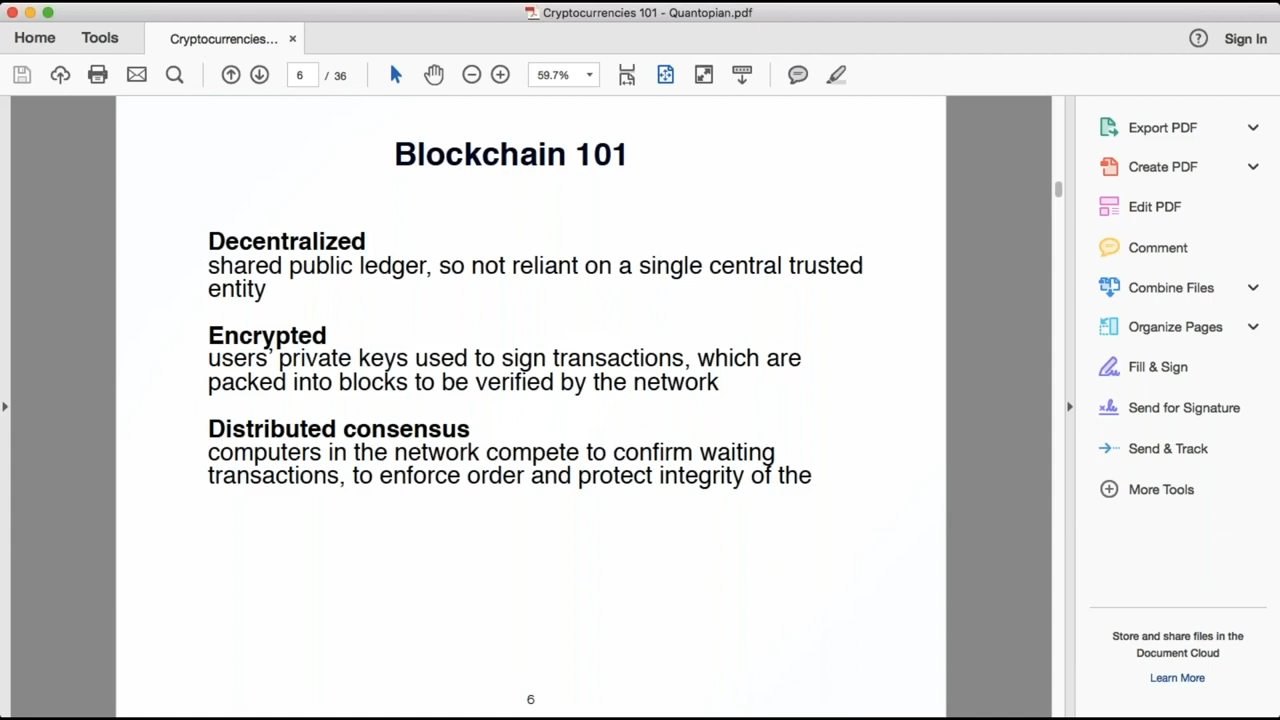 Cryptocurrencies 101 - Quantopian.pdf
Home Tools Cryptocurrencies... × ? Sign In
6 / 36 59.7%
Blockchain 101
Decentralized
shared public ledger, so not reliant on a single central trusted
entity
Encrypted
users’ private keys used to sign transactions, which are
packed into blocks to be verified by the network
Distributed consensus
computers in the network compete to confirm waiting
transactions, to enforce order and protect integrity of the
6
Export PDF
Create PDF
Edit PDF
Comment
Combine Files
Organize Pages
Fill & Sign
Send for Signature
Send & Track
More Tools
Store and share files in the
Document Cloud
Learn More